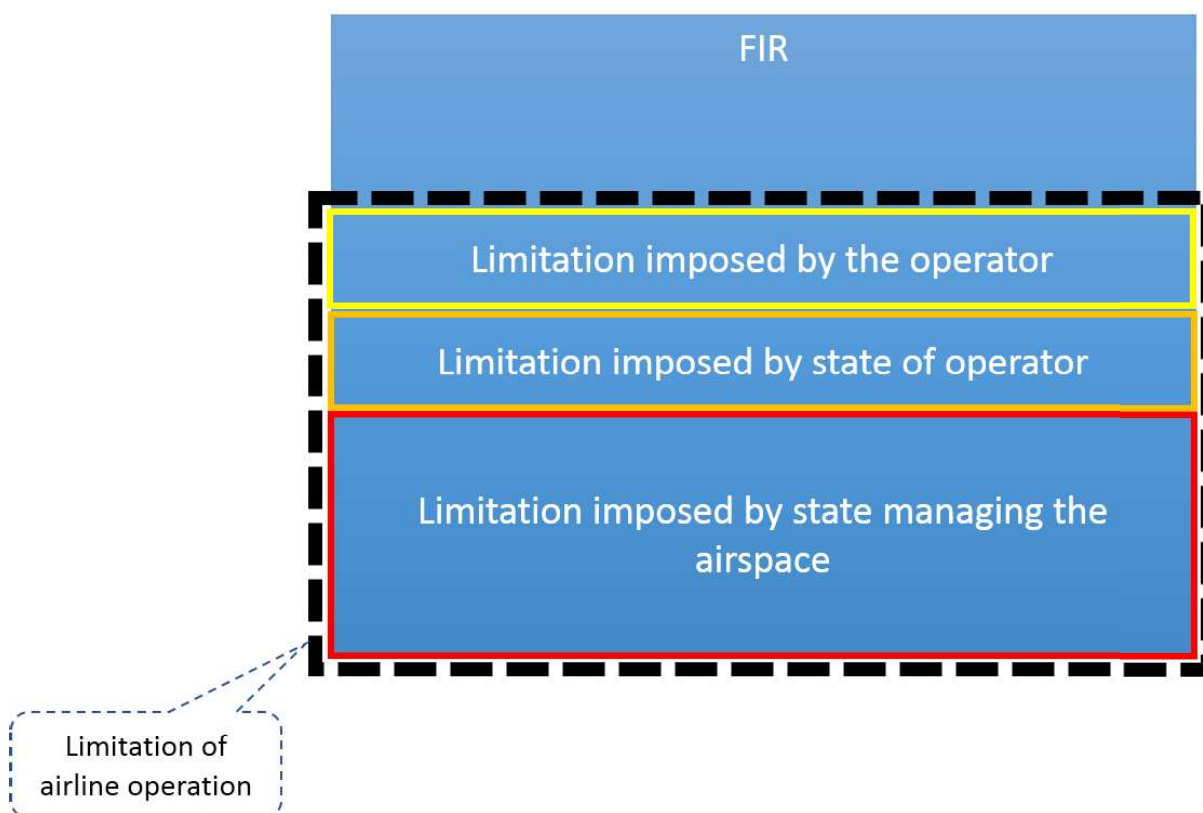 FIR
Limitation imposed by the operator
Limitation imposed by state of operator
Limitation imposed by state managing the
airspace
Limitation of
airline operation